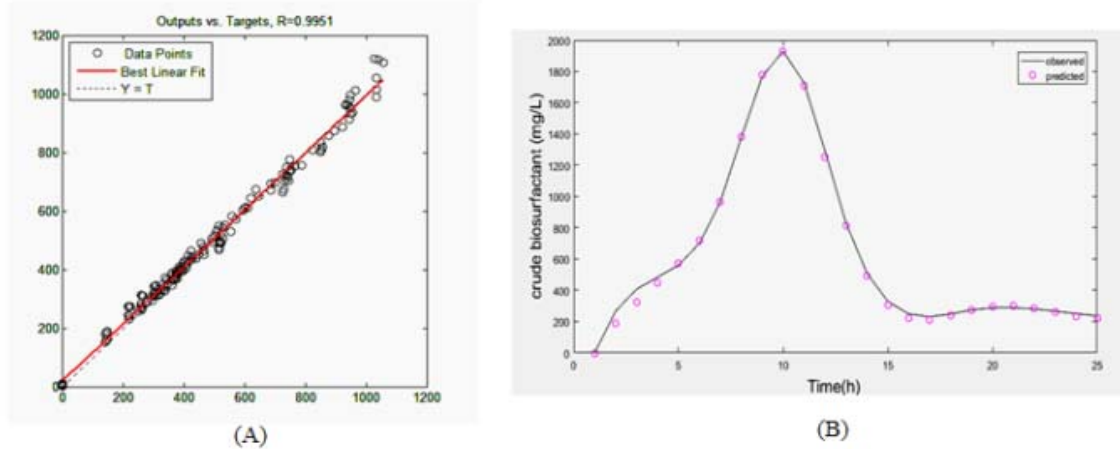 Outputs vs. Targets, R=0.9951
1200
1000
800
600
400
200
0
Data Points
Best Linear Fit
Y = T
0 200 400 600 800 1000 1200
(A)
crude biosurfactant (mg/L)
2000
1800
1600
1400
1200
1000
800
600
400
200
0
observed
predicted
0 5 10 15 20 25
Time(h)
(B)